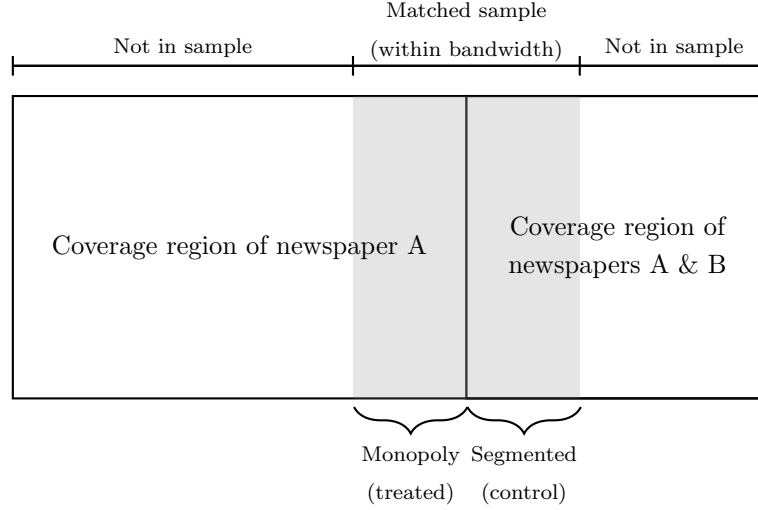 Matched sample
Not in sample
(within bandwidth)
Not in sample
Coverage region of newspaper A
Coverage region of
newspapers A & B
Monopoly
(treated)
Segmented
(control)